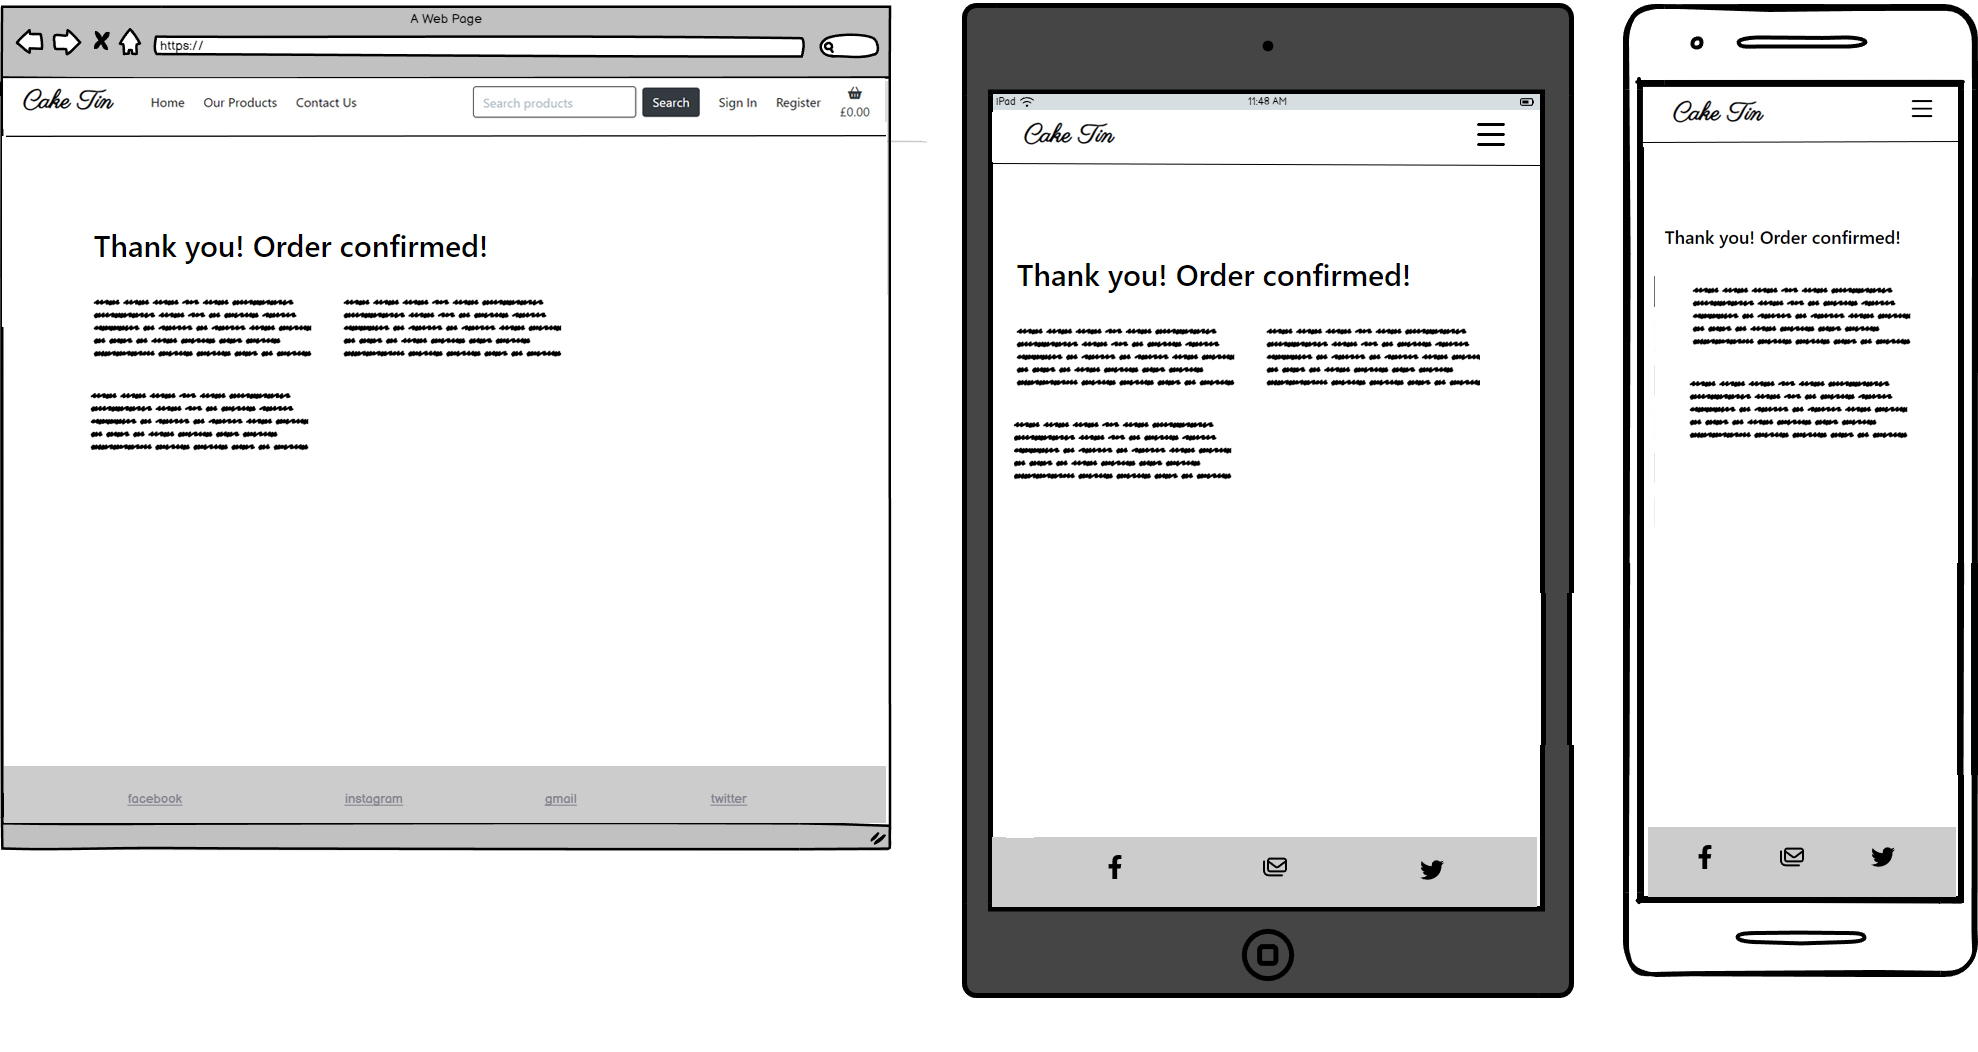 A Web Page
https://
Cake Tin Home Our Products Contact Us Search products Search Sign In Register £0.00
Thank you! Order confirmed!
facebook instagram gmail twitter
iPad 11:48 AM
Cake Tin
Thank you! Order confirmed!
Cake Tin
Thank you! Order confirmed!